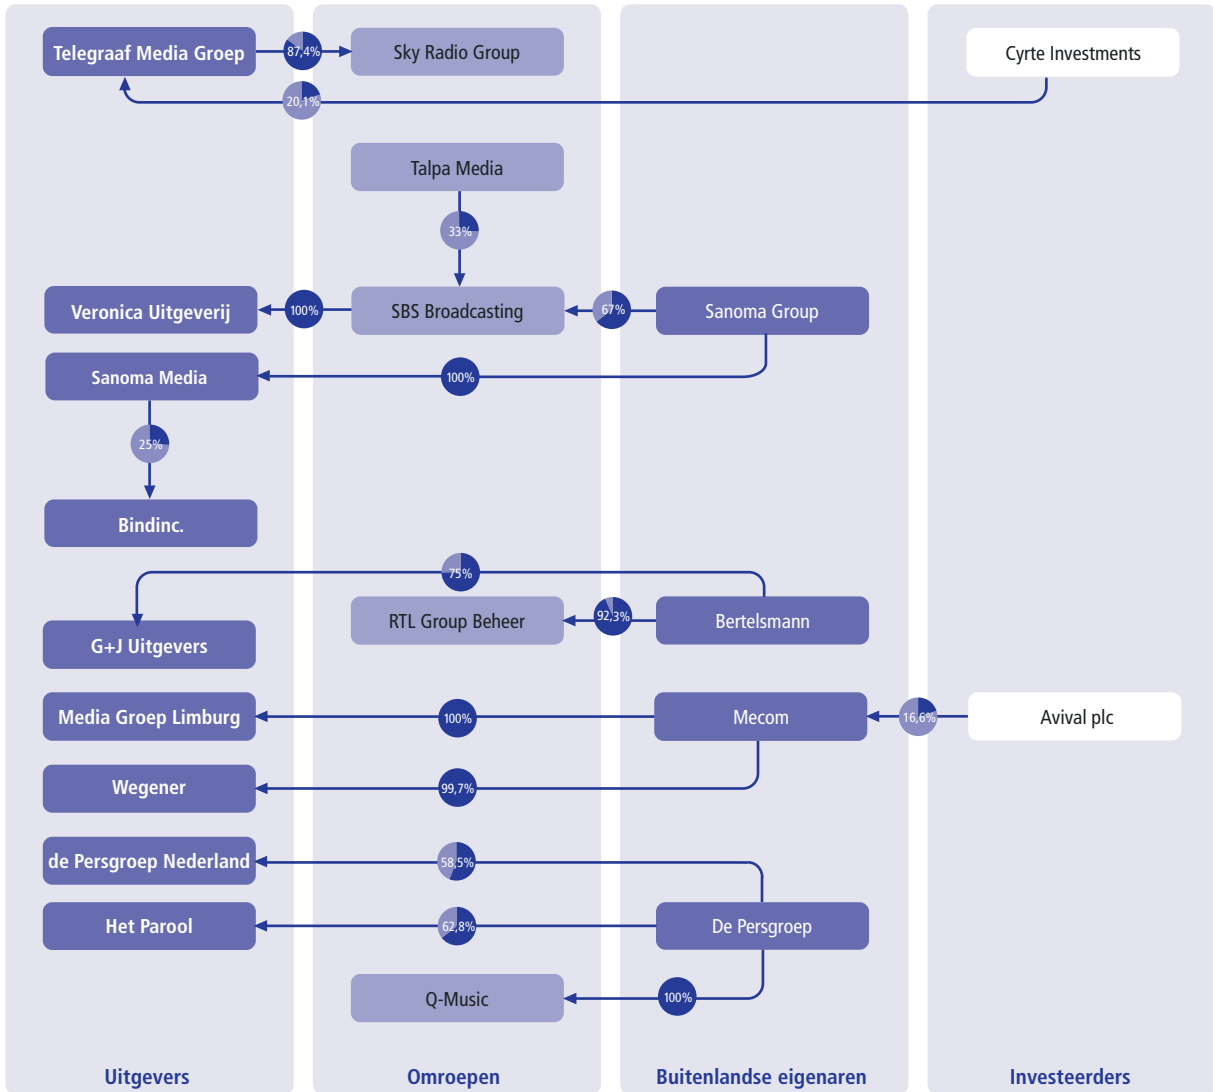 Telegraaf Media Groep
87,4%
Sky Radio Group
Cyrte Investments
20,1%
Talpa Media
33%
Veronica Uitgeverij
100%
SBS Broadcasting
67%
Sanoma Group
Sanoma Media
100%
25%
Bindinc.
75%
RTL Group Beheer
92,3%
Bertelsmann
G+J Uitgevers
Media Groep Limburg
100%
Mecom
16,6%
Avival plc
Wegener
99,7%
de Persgroep Nederland
58,5%
Het Parool
62,8%
De Persgroep
Q-Music
100%
Uitgevers
Omroepen
Buitenlandse eigenaren
Investeerders